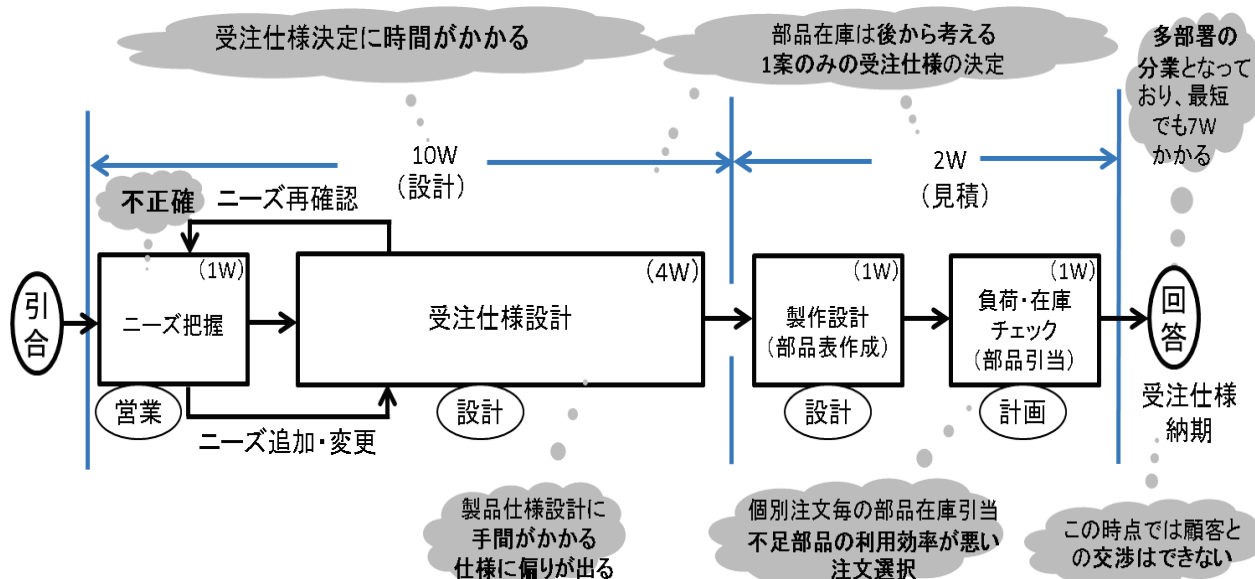 受注仕様決定に時間がかかる
部品在庫は後から考える
1案のみの受注仕様の決定
多部署の
分業となって
おり、最短
でも7W
かかる
10W
(設計)
2W
(見積)
不正確
ニーズ再確認
引合
(1W)
ニーズ把握
営業
(4W)
受注仕様設計
設計
ニーズ追加・変更
(1W)
製作設計
(部品表作成)
設計
(1W)
負荷・在庫
チェック
(部品引当)
計画
回答
受注仕様
納期
製品仕様設計に
手間がかかる
仕様に偏りが出る
個別注文毎の部品在庫引当
不足部品の利用効率が悪い
注文選択
この時点では顧客と
の交渉はできない